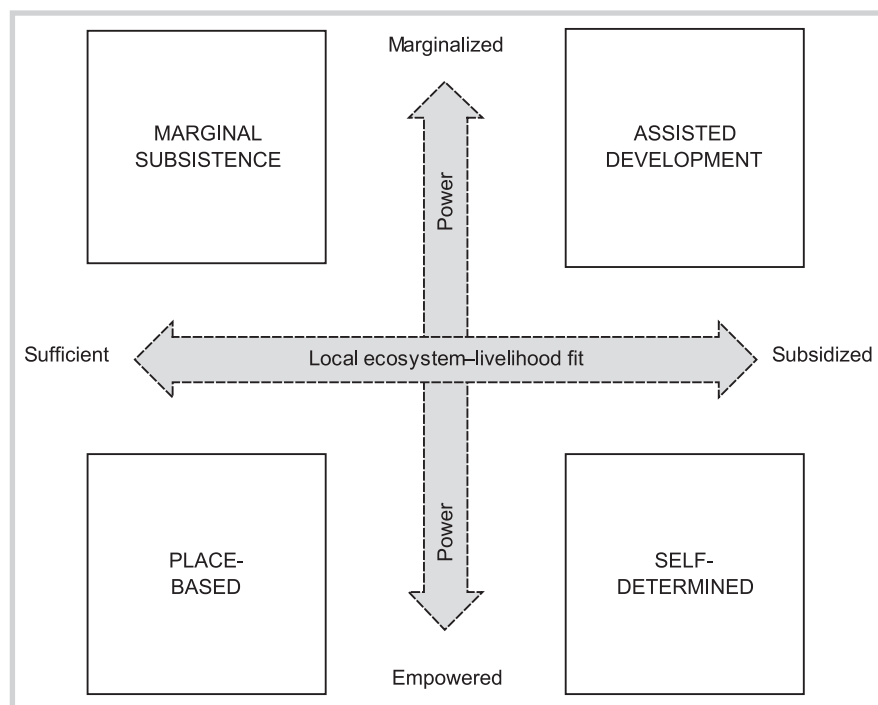 Marginalized
MARGINAL
SUBSISTENCE
ASSISTED
DEVELOPMENT
Power
Sufficient
Local ecosystem–livelihood fit
Subsidized
PLACE-
BASED
Power
SELF-
DETERMINED
Empowered